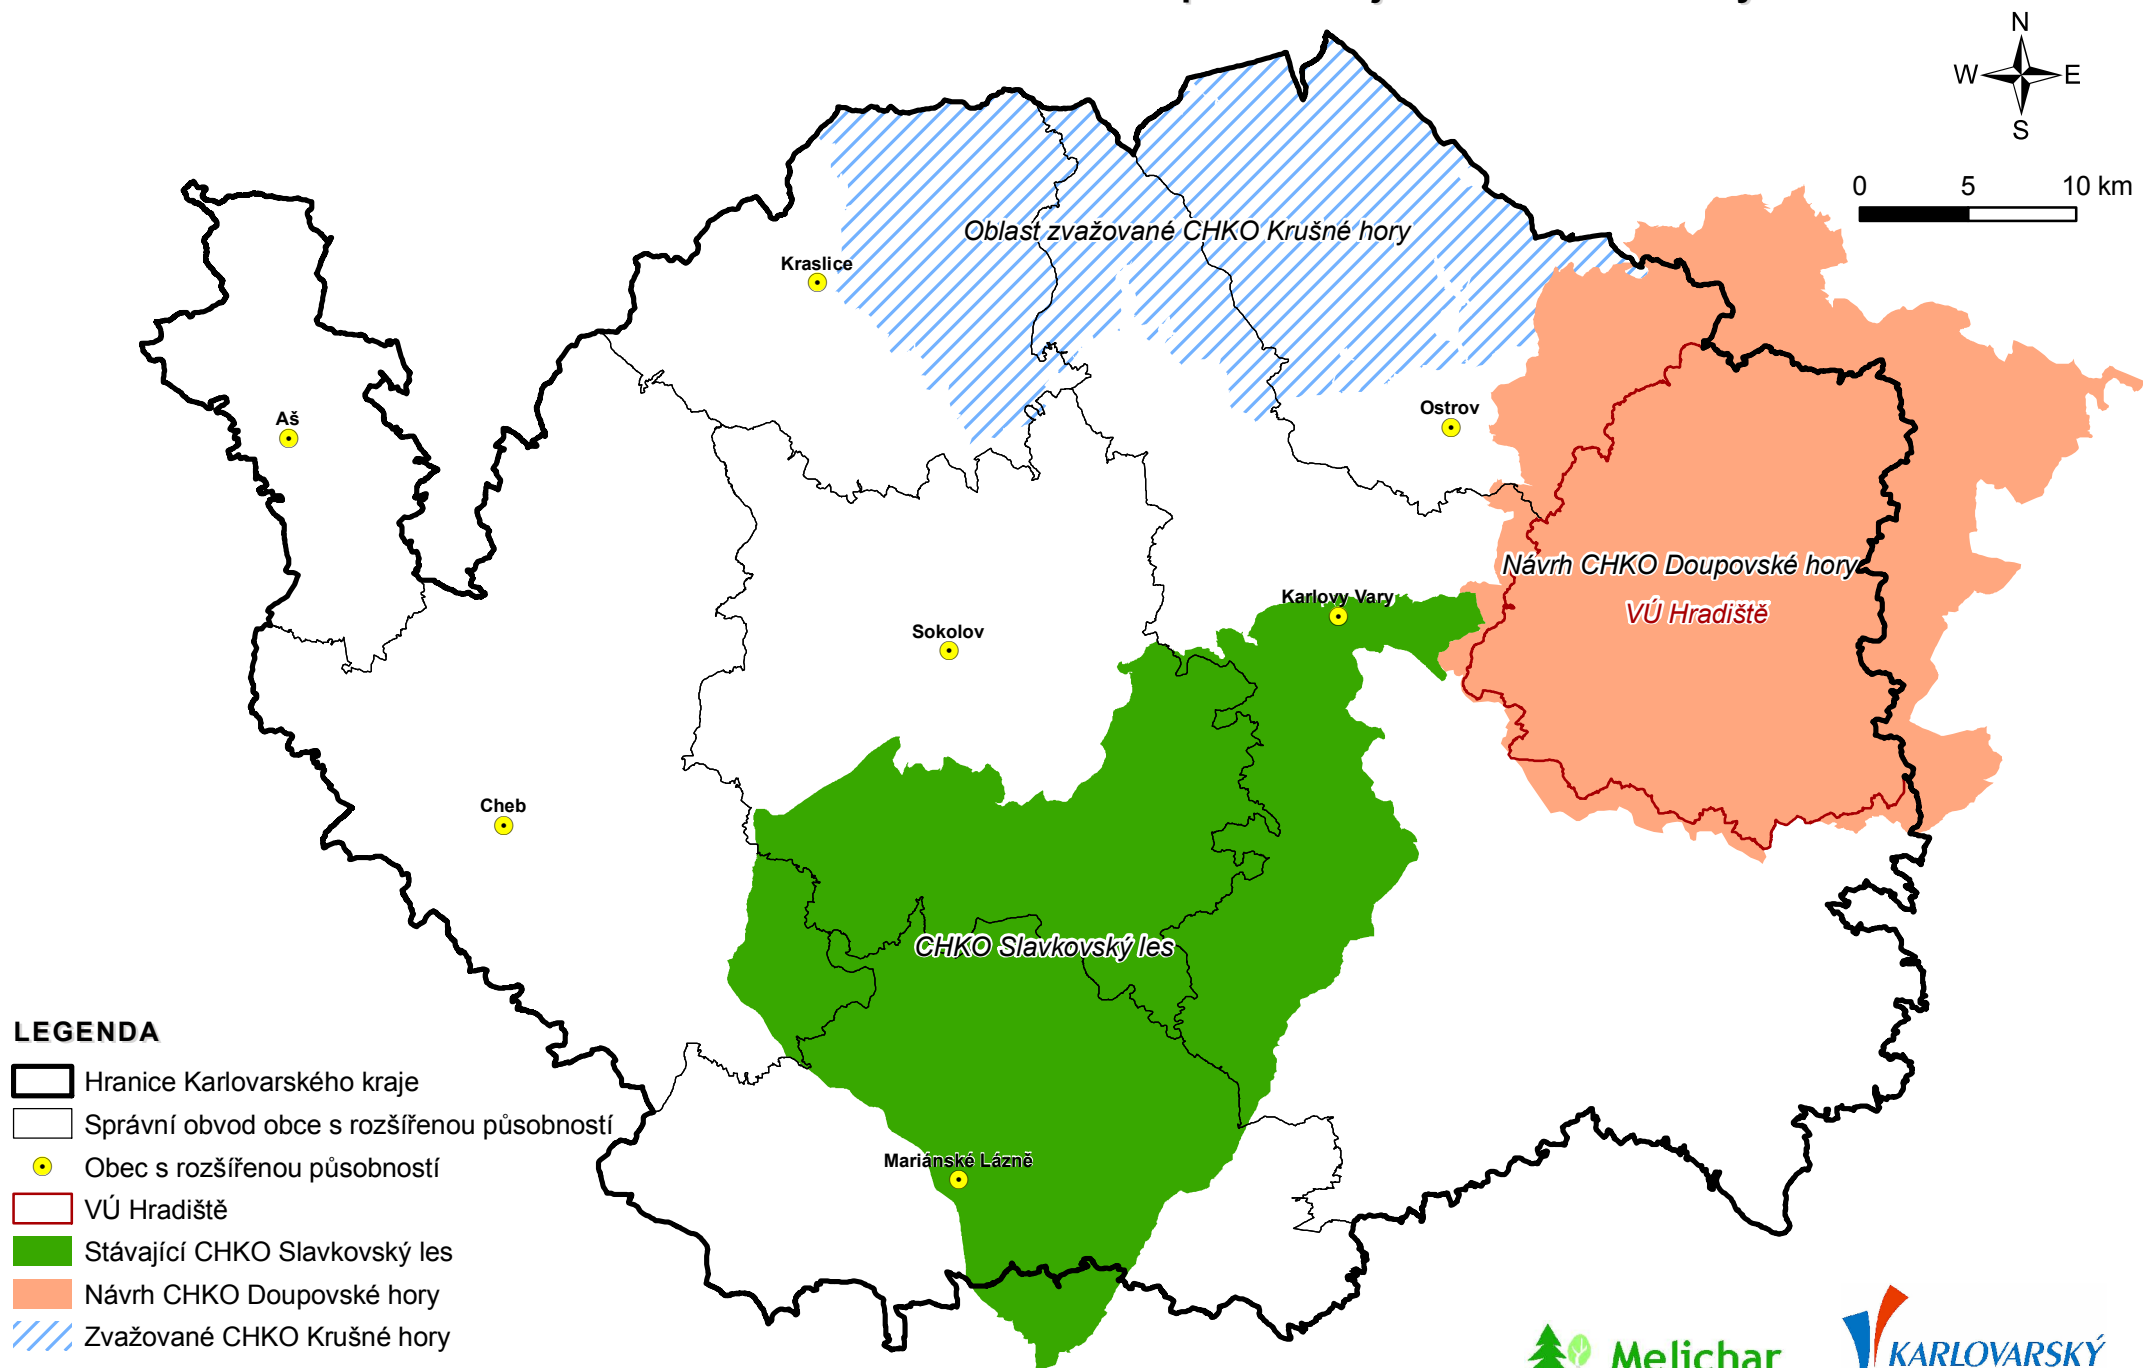 N
W E
S
0 5 10 km
Oblast zvažované CHKO Krušné hory
Kraslice
Aš
Ostrov
Návrh CHKO Doupovské hory
VÚ Hradiště
Karlovy Vary
Sokolov
Cheb
CHKO Slavkovský les
Mariánské Lázně
LEGENDA
Hranice Karlovarského kraje
Správní obvod obce s rozšířenou působností
Obec s rozšířenou působností
VÚ Hradiště
Stávající CHKO Slavkovský les
Návrh CHKO Doupovské hory
Zvažované CHKO Krušné hory
Melichar
KARLOVARSKÝ